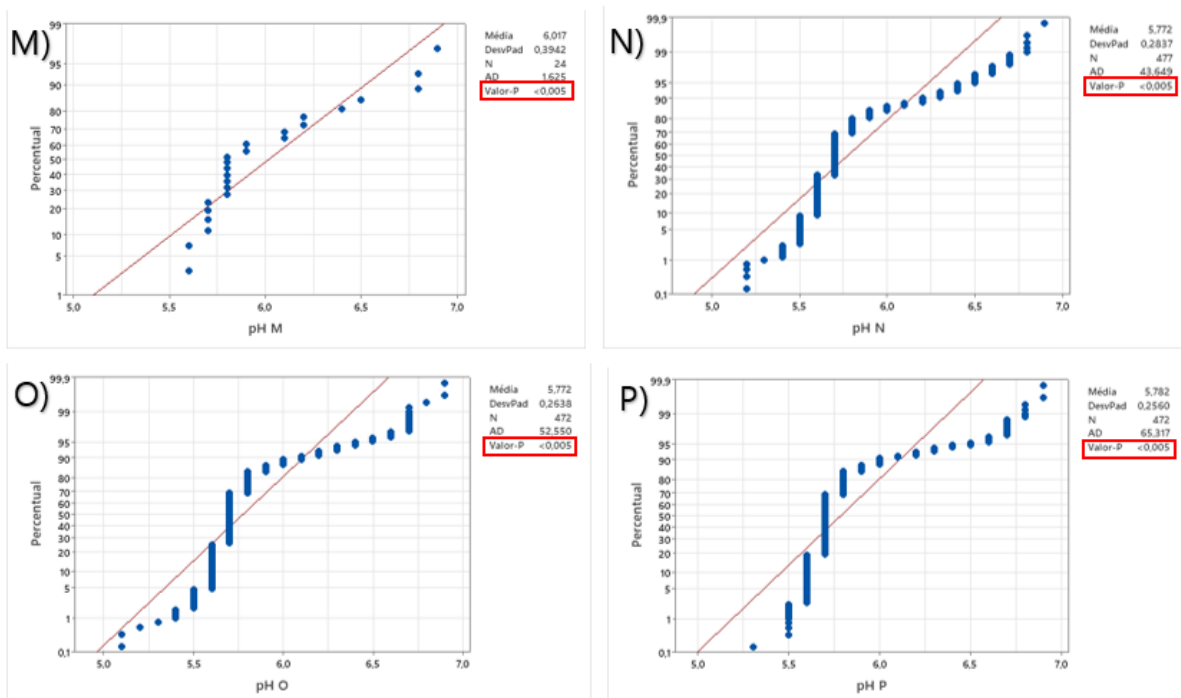 M)
99
95
90
80
70
60
50
40
30
20
10
5
1
5,0
5,5
6,0
6,5
7,0
Percentual
pH M
Média 6,017
DesvPad 0,3942
N 24
AD 1,625
Valor-P <0,005
N)
99,9
99
95
90
80
70
60
50
40
30
20
10
5
1
0,1
5,0
5,5
6,0
6,5
7,0
Percentual
pH N
Média 5,772
DesvPad 0,2837
N 477
AD 43,649
Valor-P <0,005
O)
99,9
99
95
90
80
70
60
50
40
30
20
10
5
1
0,1
5,0
5,5
6,0
6,5
7,0
Percentual
pH O
Média 5,772
DesvPad 0,2638
N 472
AD 52,550
Valor-P <0,005
P)
99,9
99
95
90
80
70
60
50
40
30
20
10
5
1
0,1
5,0
5,5
6,0
6,5
7,0
Percentual
pH P
Média 5,782
DesvPad 0,2560
N 472
AD 65,317
Valor-P <0,005